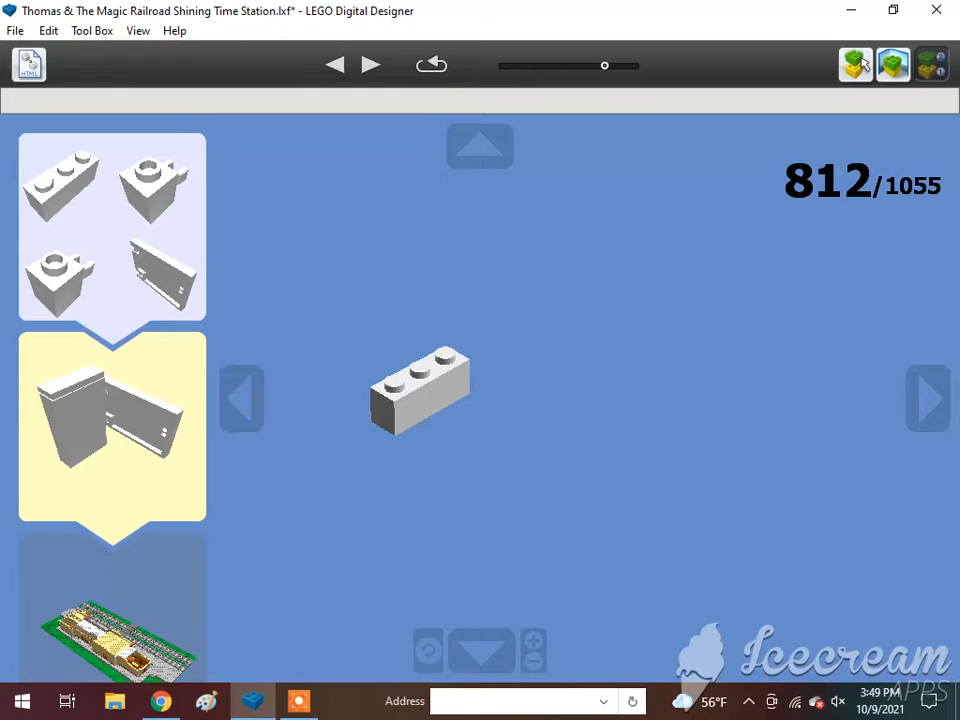 Thomas & The Magic Railroad Shining Time Station.lxf* - LEGO Digital Designer
File Edit Tool Box View Help
HTML
812/1055
Icecream
APPS
Address
56°F
3:49 PM
10/9/2021